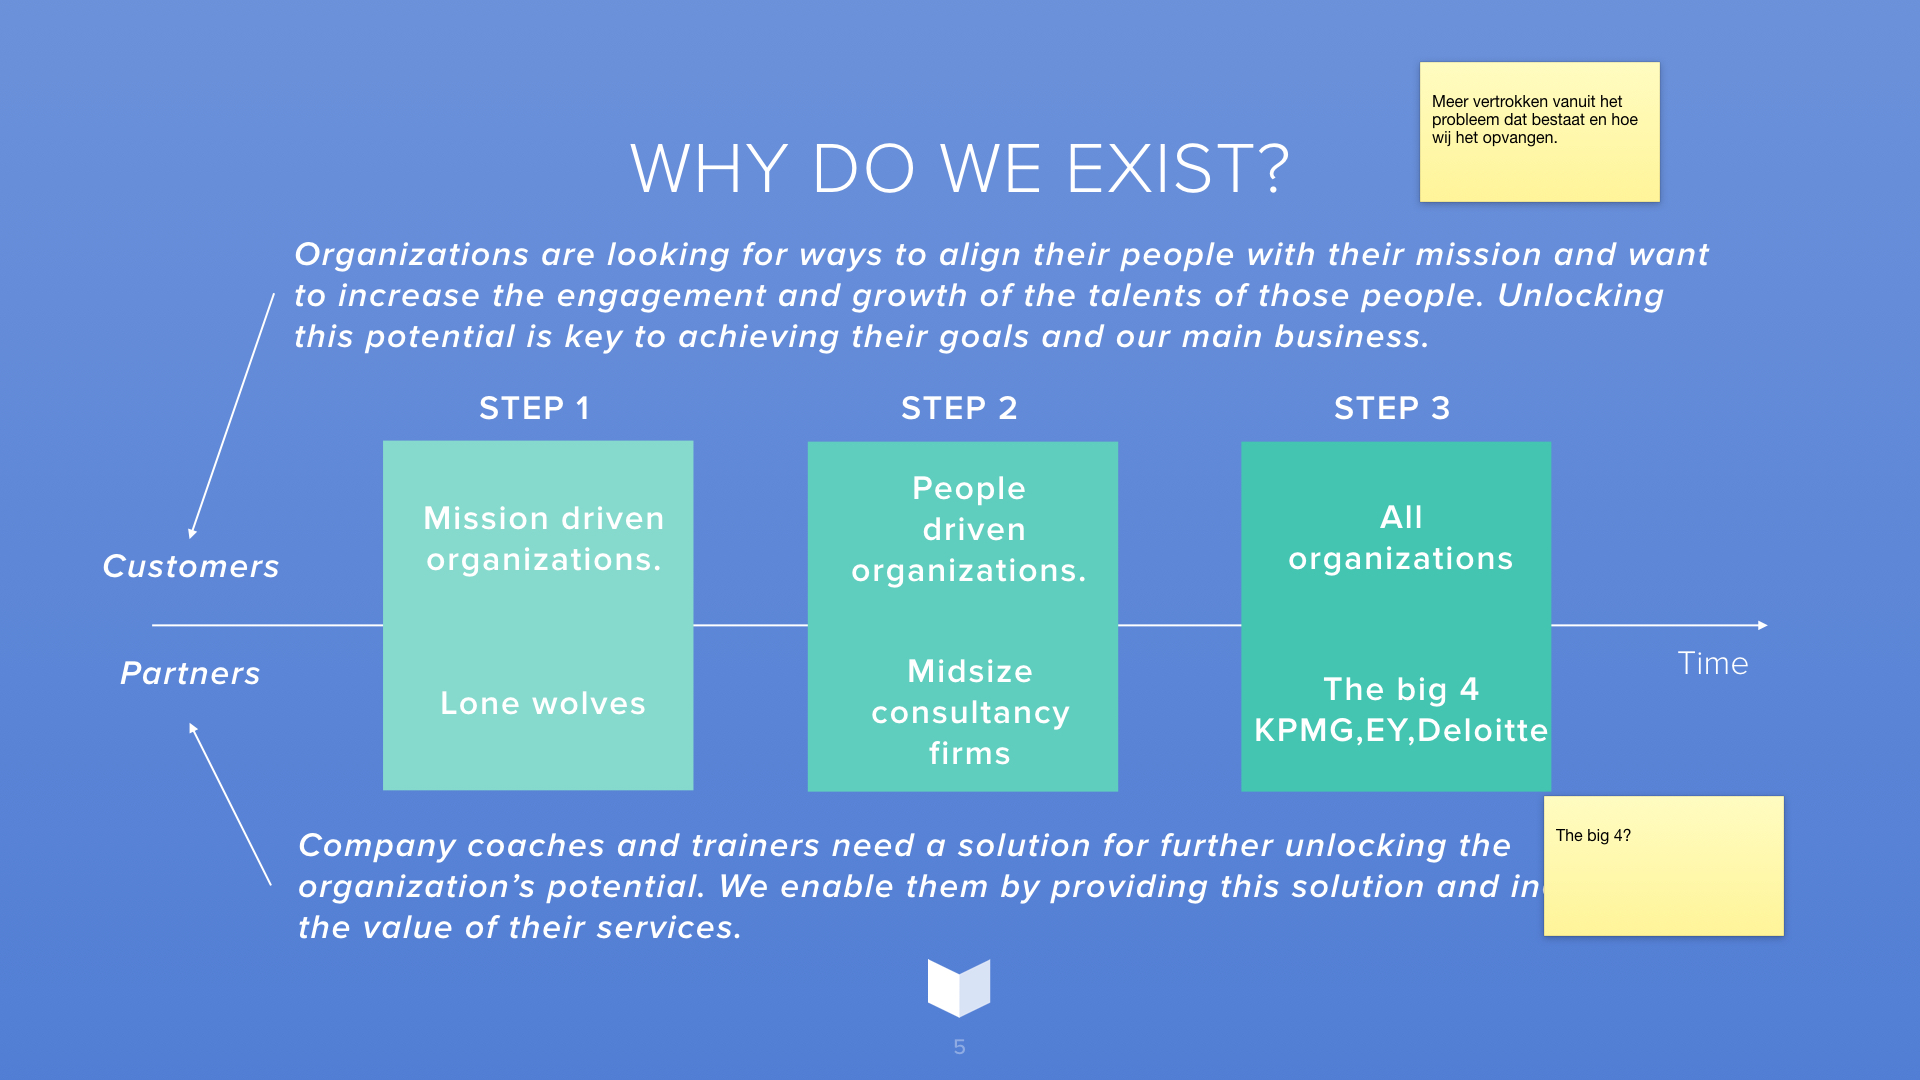 Meer vertrokken vanuit het
probleem dat bestaat en hoe
wij het opvangen.
WHY DO WE EXIST?
Organizations are looking for ways to align their people with their mission and want
to increase the engagement and growth of the talents of those people. Unlocking
this potential is key to achieving their goals and our main business.
STEP 1
STEP 2
STEP 3
Mission driven
organizations.
People
driven
organizations.
All
organizations
Customers
Partners
Time
Lone wolves
Midsize
consultancy
firms
The big 4
KPMG,EY,Deloitte
Company coaches and trainers need a solution for further unlocking the
organization’s potential. We enable them by providing this solution and
the value of their services.
The big 4?
5